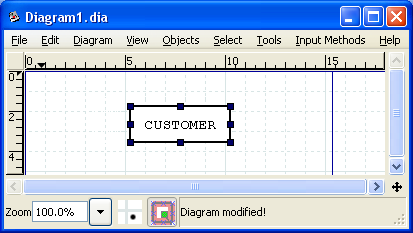 Diagram1.dia
File Edit Diagram View Objects Select Tools Input Methods Help
0 5 10 15
0
2
4
CUSTOMER
Zoom 100.0% Diagram modified!